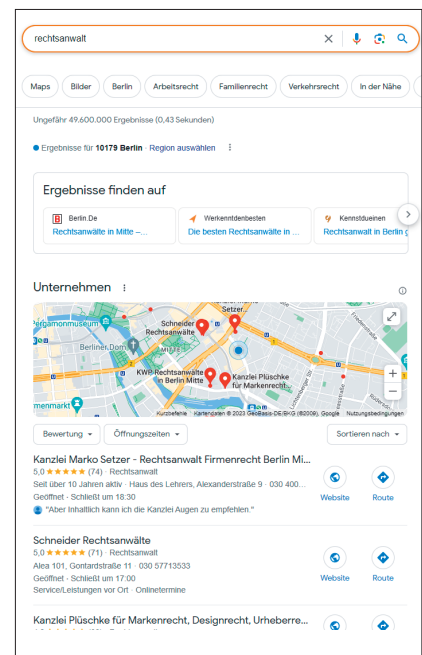 rechtsanwalt
Maps Bilder Berlin Arbeitsrecht Familienrecht Verkehrsrecht In der Nähe
Ungefähr 49.600.000 Ergebnisse (0,43 Sekunden)
Ergebnisse für 10179 Berlin · Region auswählen
Ergebnisse finden auf
Berlin.De
Rechtsanwälte in Mitte –...
Werkenntdenbesten
Die besten Rechtsanwälte in ...
Kennstdueinen
Rechtsanwalt in Berlin
Unternehmen
Setzer...
Pergamonmuseum
Schneider
Rechtsanwälte
Berliner Dom
MITTE
KWP Rechtsanwälte
in Berlin Mitte
Kanzlei Plüschke
für Markenrecht,
Kurzbefehle Kartendaten © 2023 GeoBasis-DE/BKG (©2009), Google Nutzungsbedingungen
Bewertung Öffnungszeiten Sortieren nach
Kanzlei Marko Setzer - Rechtsanwalt Firmenrecht Berlin Mi...
5,0 ★★★★★ (74) · Rechtsanwalt
Seit über 10 Jahren aktiv · Haus des Lehrers, Alexanderstraße 9 · 030 400...
Geöffnet · Schließt um 18:30
"Aber Inhaltlich kann ich die Kanzlei Augen zu empfehlen."
Website Route
Schneider Rechtsanwälte
5,0 ★★★★★ (71) · Rechtsanwalt
Alea 101, Gontardstraße 11 · 030 57713533
Geöffnet · Schließt um 17:00
Service/Leistungen vor Ort · Onlinetermine
Website Route
Kanzlei Plüschke für Markenrecht, Designrecht, Urheberre...